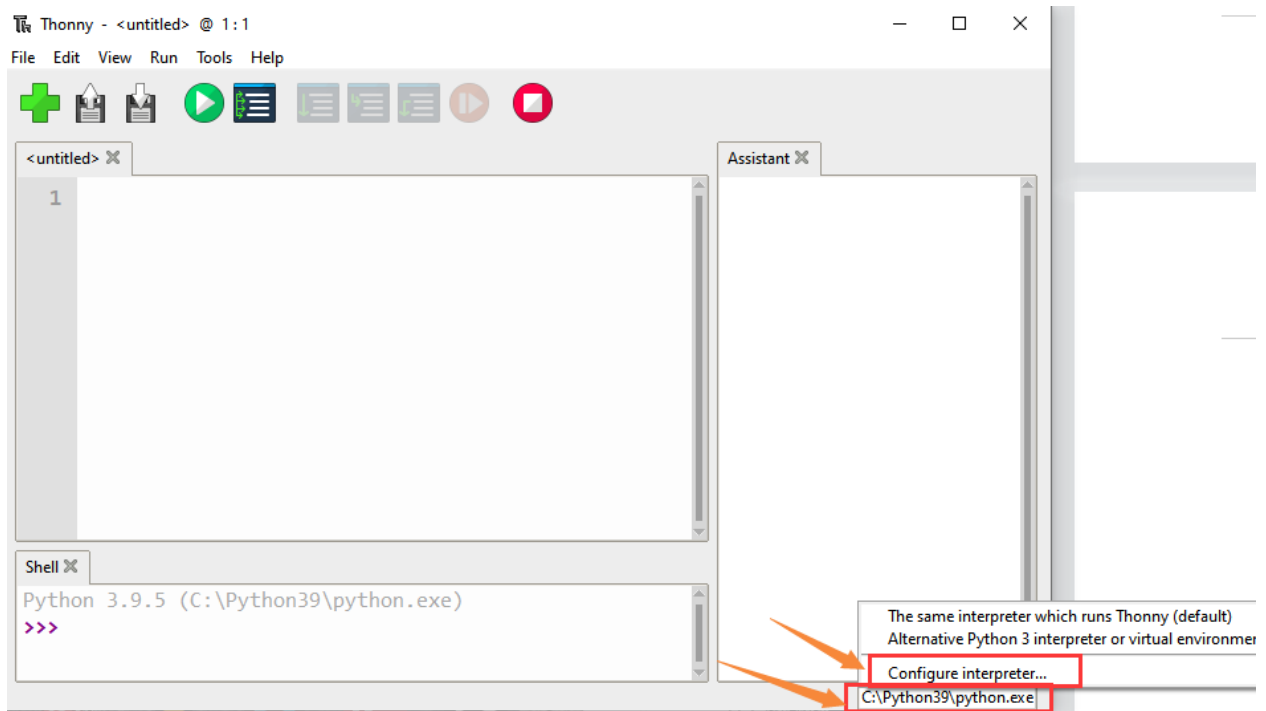 Thonny - <untitled> @ 1:1
File Edit View Run Tools Help
<untitled>
Assistant
1
Shell
Python 3.9.5 (C:\Python39\python.exe)
>>>
The same interpreter which runs Thonny (default)
Alternative Python 3 interpreter or virtual environmen
Configure interpreter...
C:\Python39\python.exe